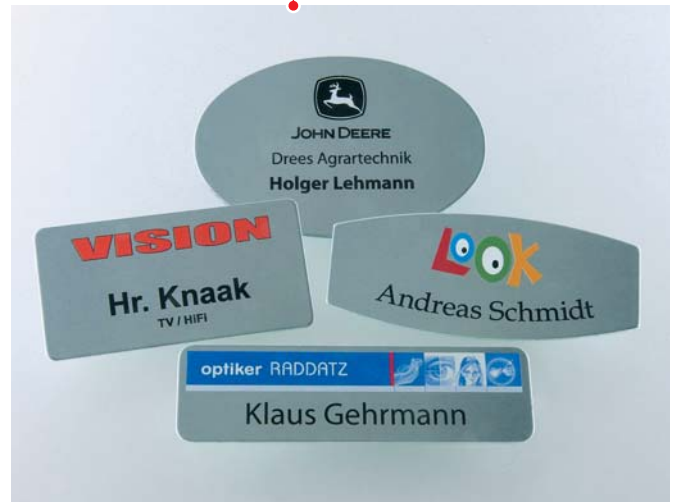 JOHN DEERE
Drees Agrartechnik
Holger Lehmann
VISION
Hr. Knaak
TV / HiFi
LOOK
Andreas Schmidt
optiker RADDATZ
Klaus Gehrmann